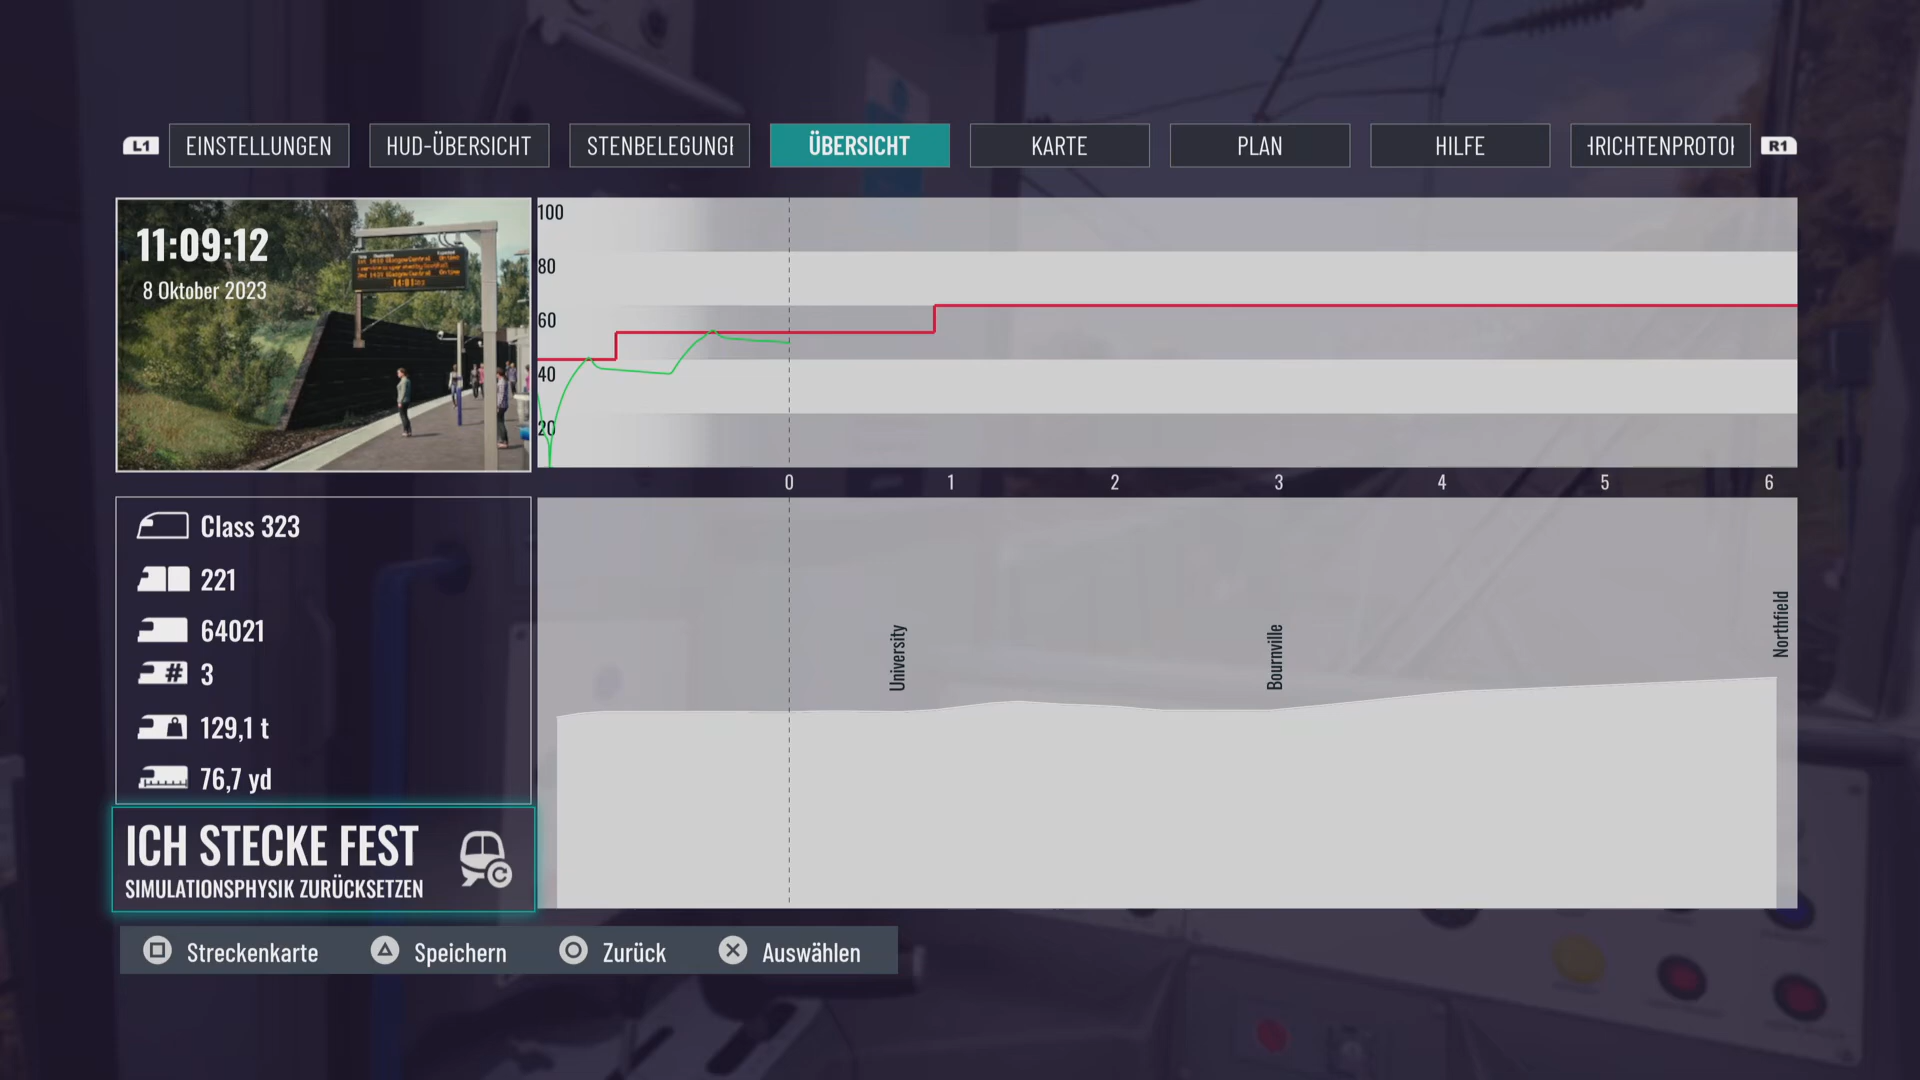 L1 EINSTELLUNGEN HUD-ÜBERSICHT STENBELEGUNGE ÜBERSICHT KARTE PLAN HILFE HRICHTENPROTOK R1
11:09:12
8 Oktober 2023
100
80
60
40
20
0 1 2 3 4 5 6
Class 323
221
64021
# 3
129,1 t
76,7 yd
University
Bournville
Northfield
ICH STECKE FEST
SIMULATIONSPHYSIK ZURÜCKSETZEN
Streckenkarte Speichern Zurück Auswählen